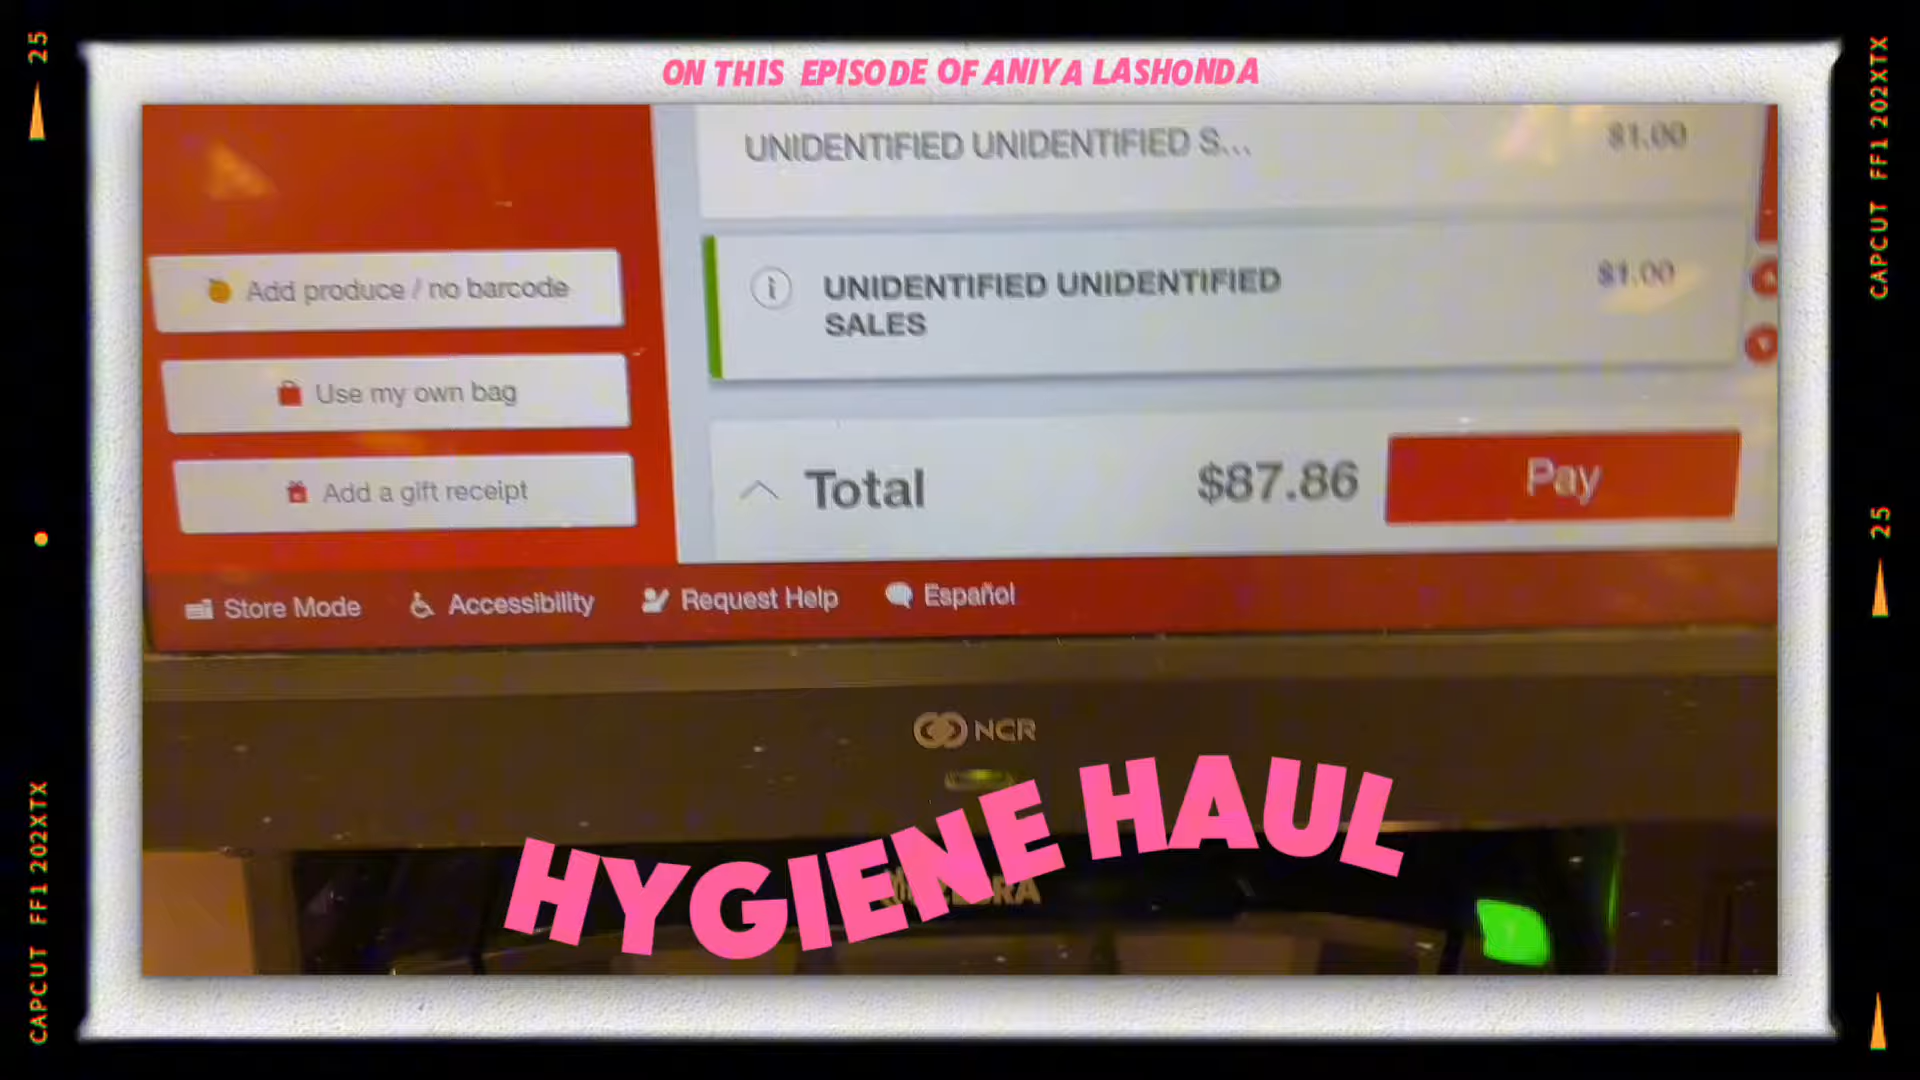 ON THIS EPISODE OF ANIYA LASHONDA
25
CAPCUT FF1 202XTX
CAPCUT FF1 202XTX
25
UNIDENTIFIED UNIDENTIFIED S... $1.00
UNIDENTIFIED UNIDENTIFIED $1.00
SALES
Add produce / no barcode
Use my own bag
Add a gift receipt
Total $87.86 Pay
Store Mode Accessibility Request Help Español
NCR
HYGIENE HAUL